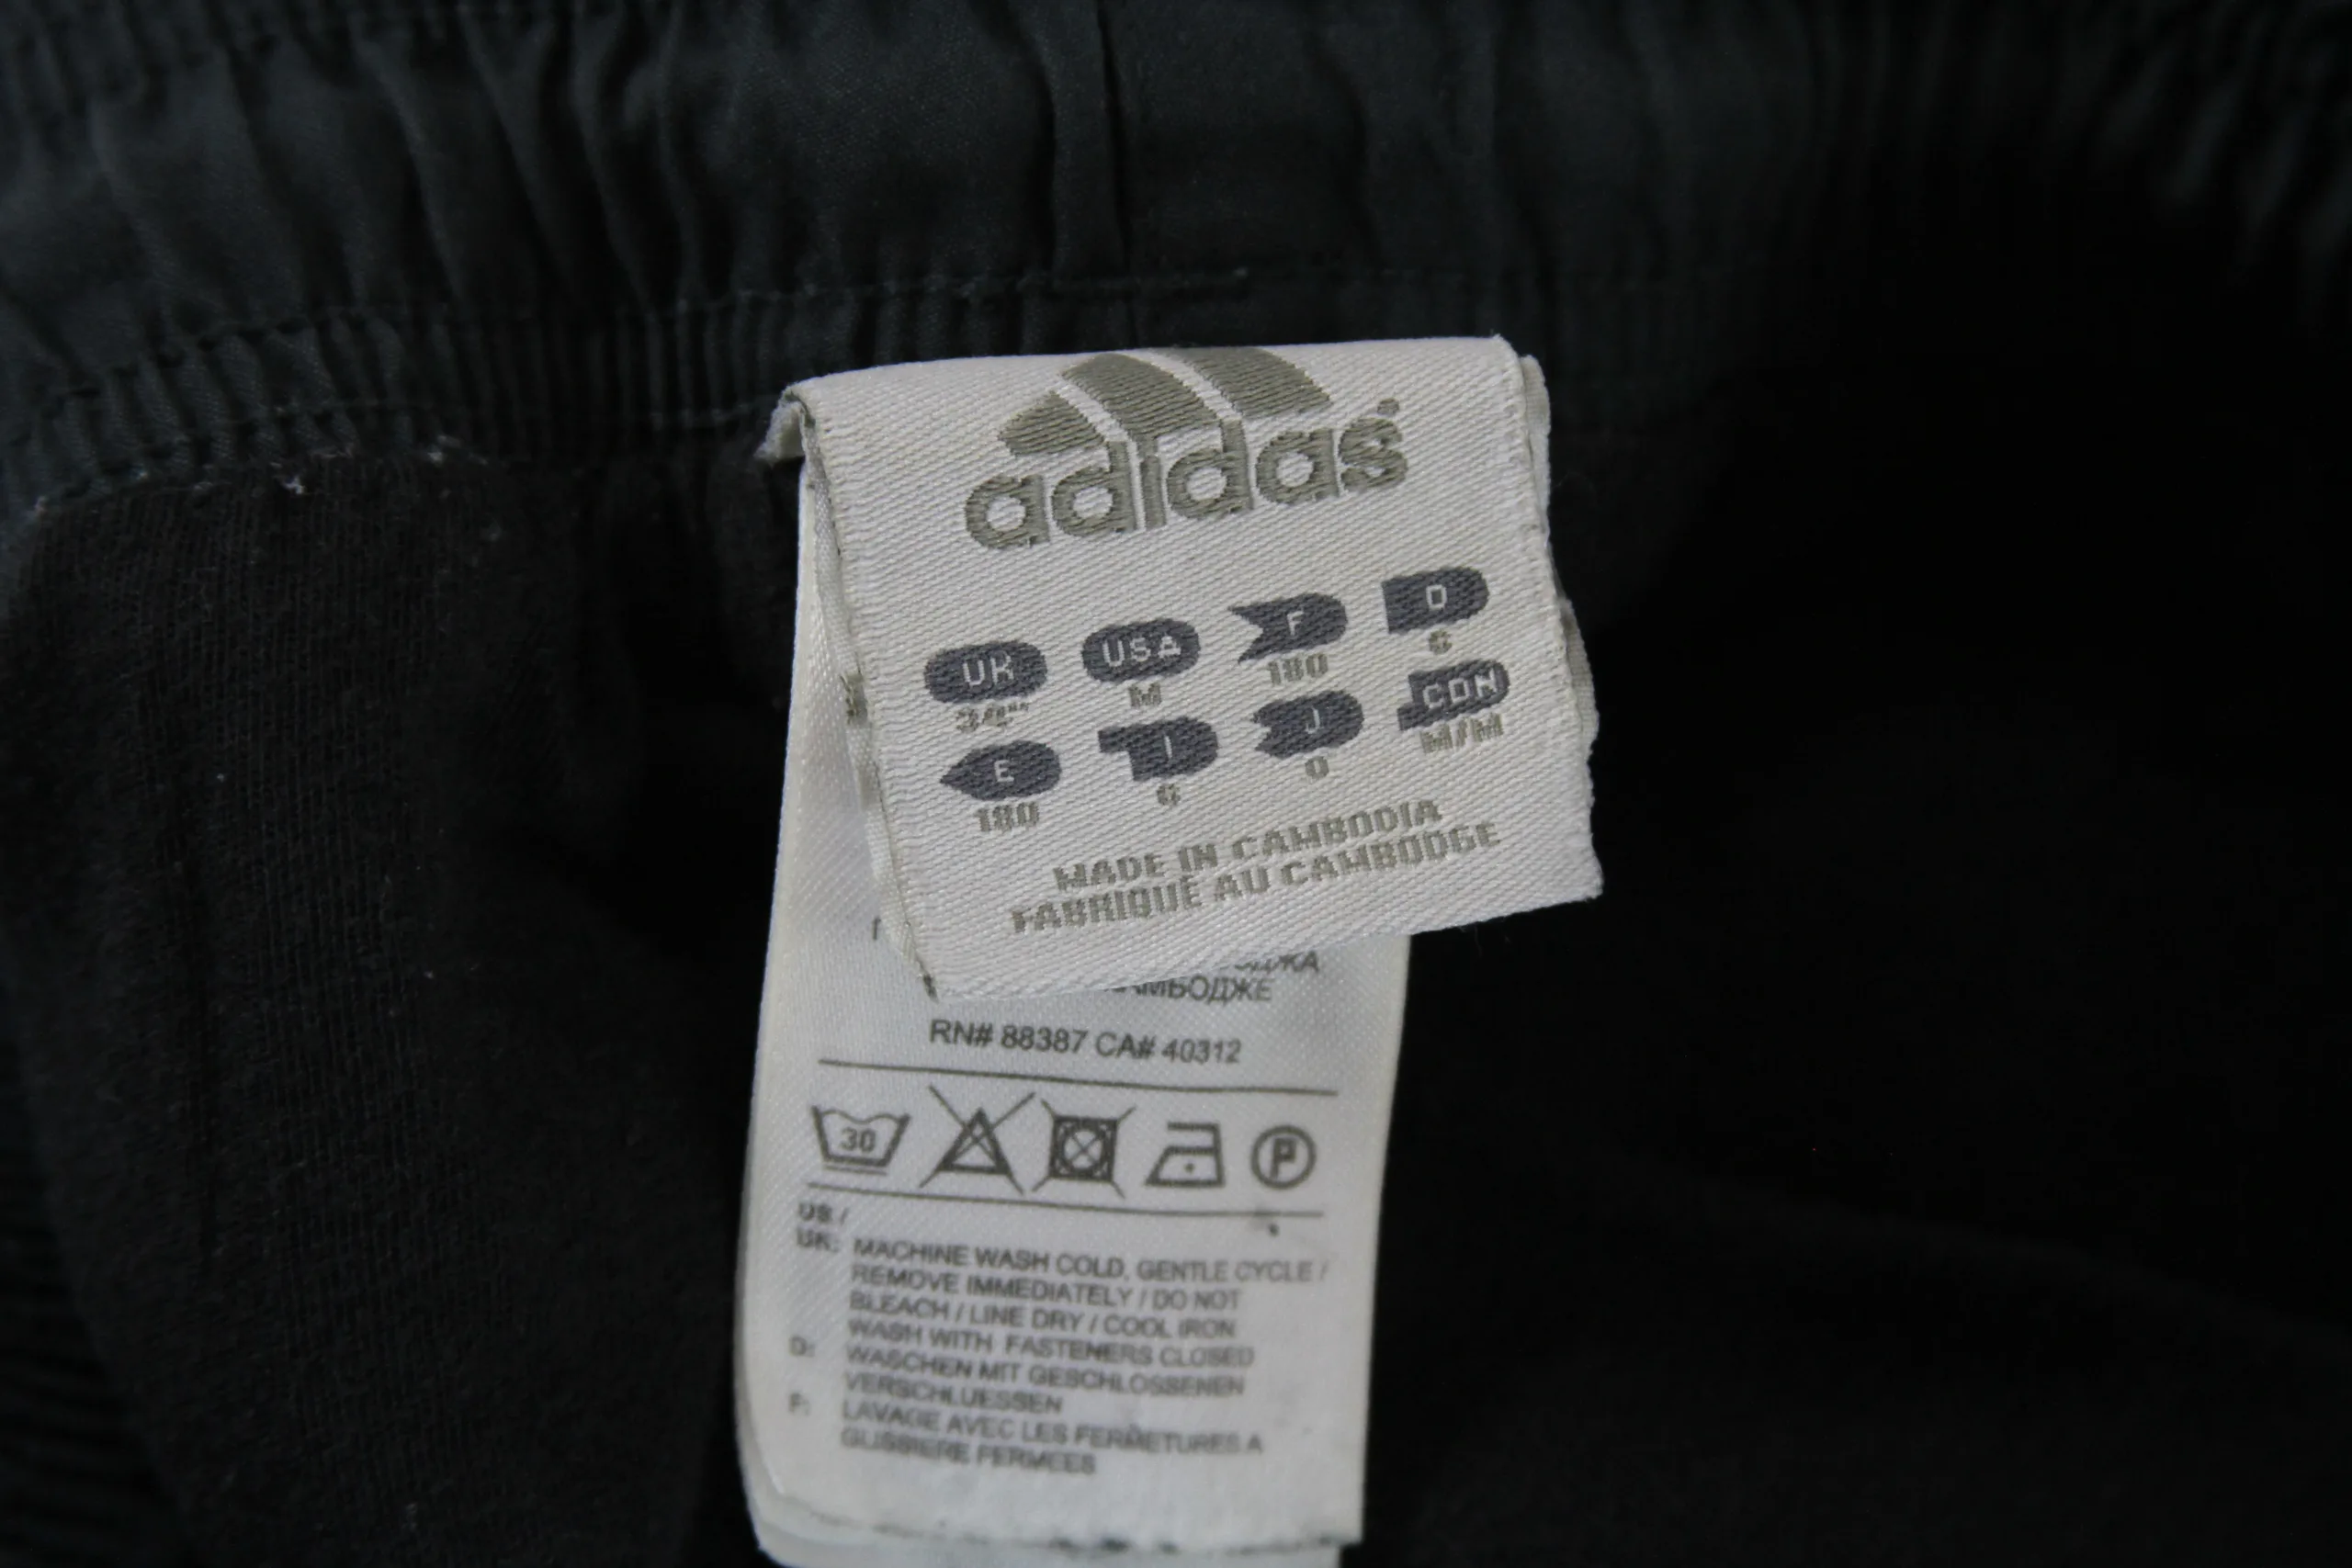 adidas®
UK USA F D
34" M 180 6
E I J CDN
180 6 O M/M
MADE IN CAMBODIA
FABRIQUÉ AU CAMBODGE
КАМБОДЖЕ
RN# 88387 CA# 40312
30 P
US /
UK: MACHINE WASH COLD, GENTLE CYCLE /
REMOVE IMMEDIATELY / DO NOT
BLEACH / LINE DRY / COOL IRON
WASH WITH FASTENERS CLOSED
D: WASCHEN MIT GESCHLOSSENEN
VERSCHLUESSEN
F: LAVAGE AVEC LES FERMETURES A
GLISSIERE FERMEES